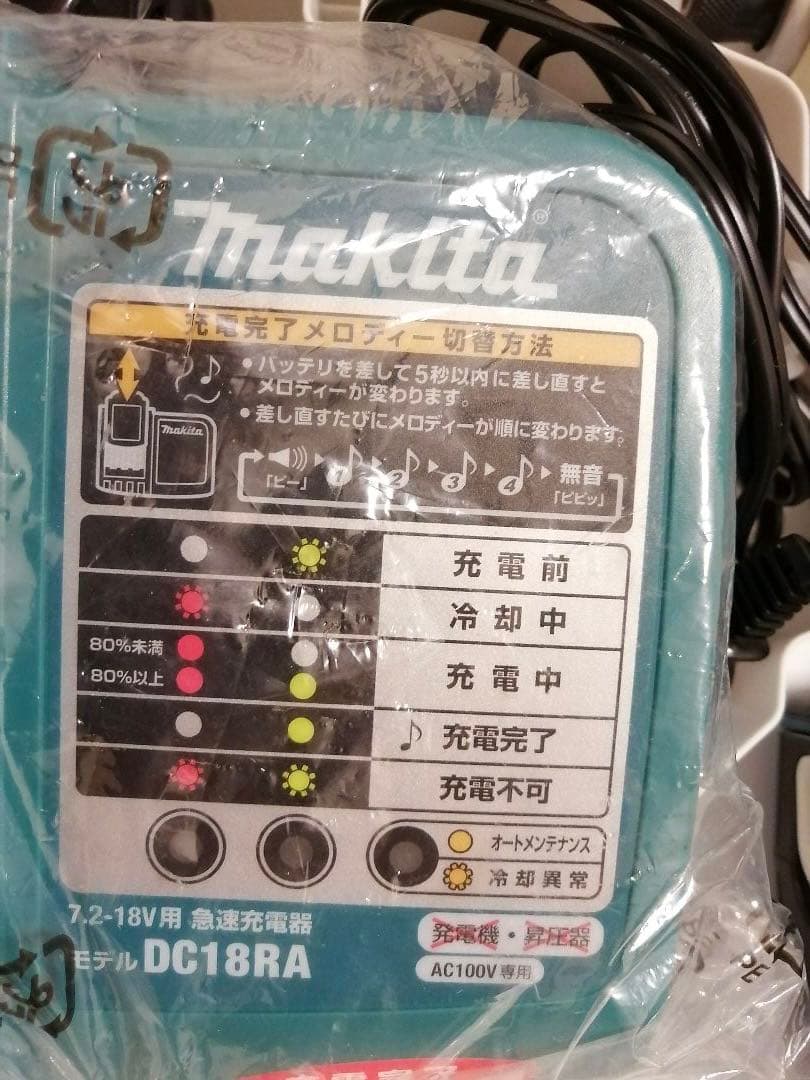 makita
充電完了メロディー切替方法
•バッテリを差して5秒以内に差し直すと
メロディーが変わります。
•差し直すたびにメロディーが順に変わります。
makita
1 2 3 4 無音
「ピー」 「ピピッ」
充電前
冷却中
80%未満
80%以上
充電中
充電完了
充電不可
オートメンテナンス
冷却異常
7.2-18V用 急速充電器
モデル DC18RA
発電機・昇圧器
AC100V専用
PE